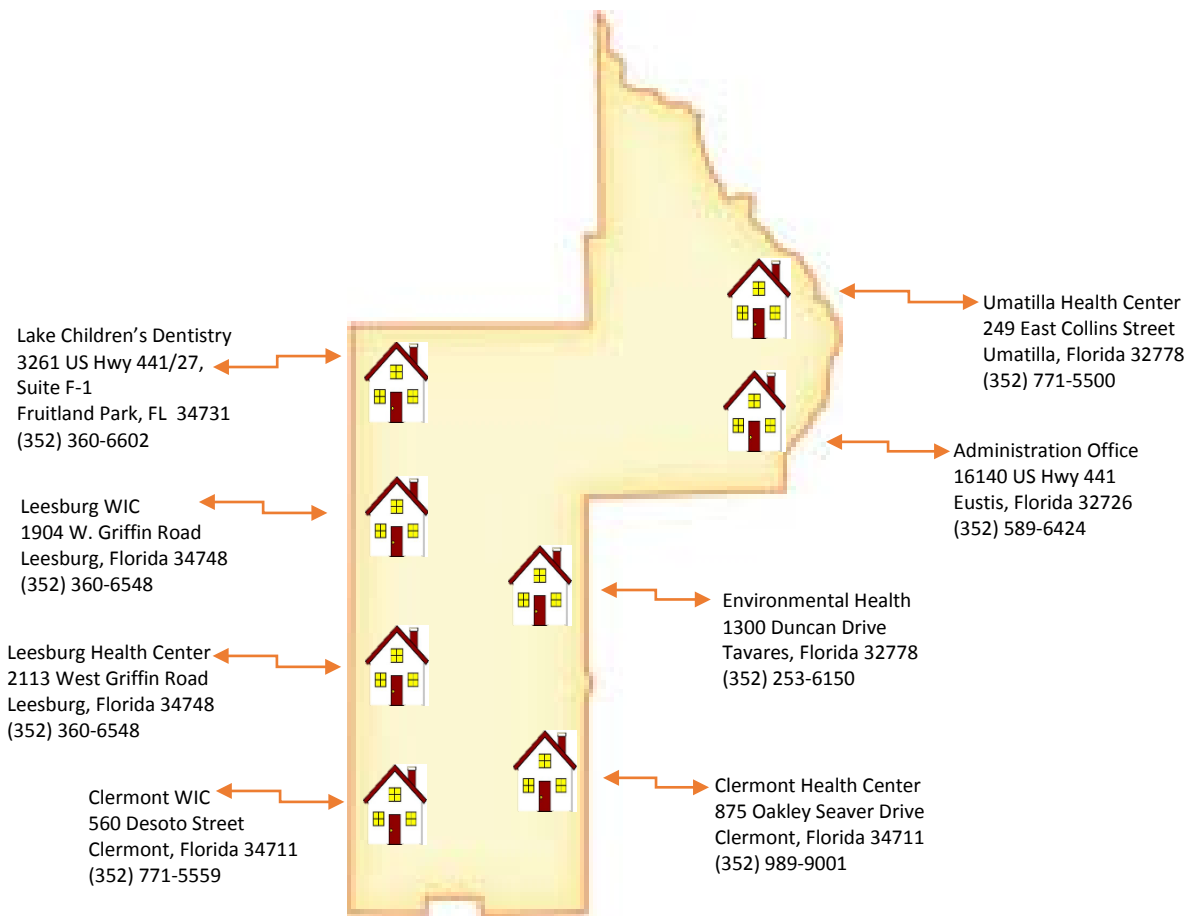 Lake Children’s Dentistry
3261 US Hwy 441/27,
Suite F-1
Fruitland Park, FL  34731
(352) 360-6602
Leesburg WIC
1904 W. Griffin Road
Leesburg, Florida 34748
(352) 360-6548
Leesburg Health Center
2113 West Griffin Road
Leesburg, Florida 34748
(352) 360-6548
Clermont WIC
560 Desoto Street
Clermont, Florida 34711
(352) 771-5559
Umatilla Health Center
249 East Collins Street
Umatilla, Florida 32778
(352) 771-5500
Administration Office
16140 US Hwy 441
Eustis, Florida 32726
(352) 589-6424
Environmental Health
1300 Duncan Drive
Tavares, Florida 32778
(352) 253-6150
Clermont Health Center
875 Oakley Seaver Drive
Clermont, Florida 34711
(352) 989-9001